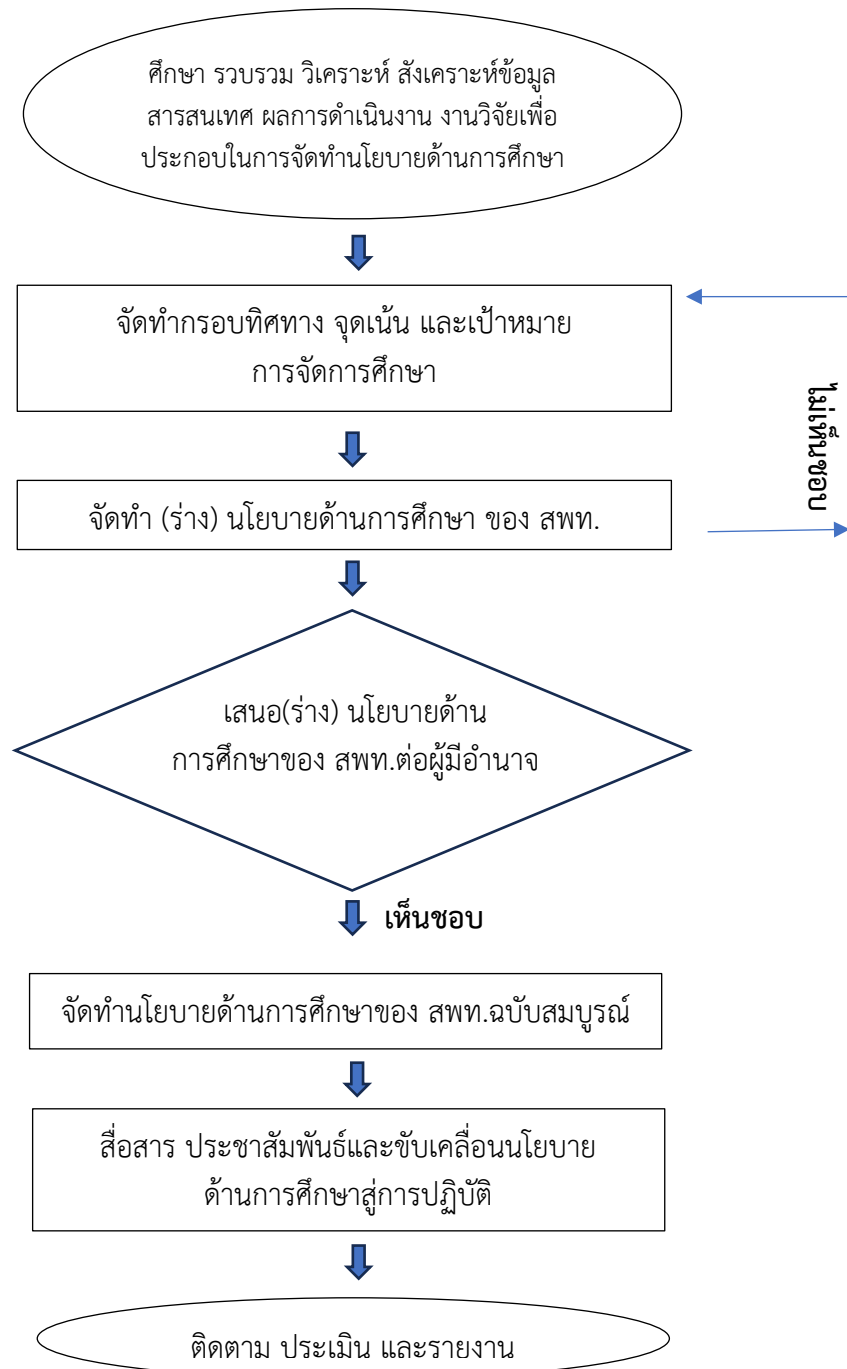 ศึกษา รวบรวม วิเคราะห์ สังเคราะห์ข้อมูล
สารสนเทศ ผลการดำเนินงาน งานวิจัยเพื่อ
ประกอบในการจัดทำนโยบายด้านการศึกษา
จัดทำกรอบทิศทาง จุดเน้น และเป้าหมาย
การจัดการศึกษา
ไม่เห็นชอบ
จัดทำ (ร่าง) นโยบายด้านการศึกษา ของ สพท.
เสนอ(ร่าง) นโยบายด้าน
การศึกษาของ สพท.ต่อผู้มีอำนาจ
เห็นชอบ
จัดทำนโยบายด้านการศึกษาของ สพท.ฉบับสมบูรณ์
สื่อสาร ประชาสัมพันธ์และขับเคลื่อนนโยบาย
ด้านการศึกษาสู่การปฏิบัติ
ติดตาม ประเมิน และรายงาน